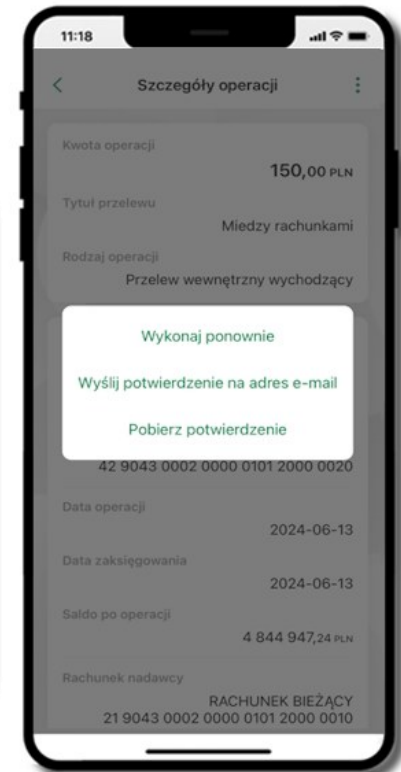 11:18
Szczegóły operacji
Kwota operacji
150,00 PLN
Tytuł przelewu
Miedzy rachunkami
Rodzaj operacji
Przelew wewnętrzny wychodzący
Wykonaj ponownie
Wyślij potwierdzenie na adres e-mail
Pobierz potwierdzenie
42 9043 0002 0000 0101 2000 0020
Data operacji
2024-06-13
Data zaksięgowania
2024-06-13
Saldo po operacji
4 844 947,24 PLN
Rachunek nadawcy
RACHUNEK BIEŻĄCY
21 9043 0002 0000 0101 2000 0010